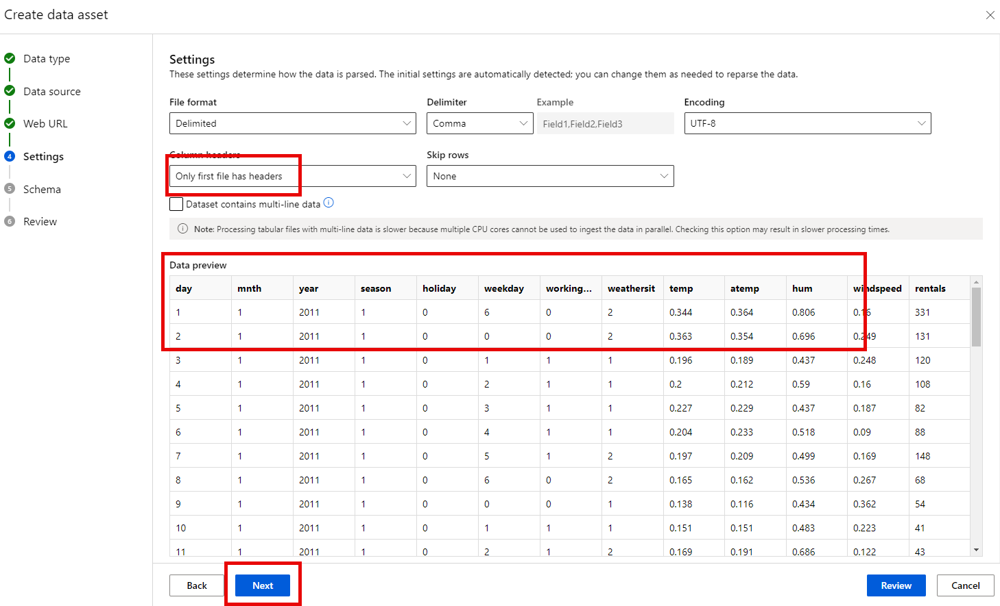 Create data asset
Data type
Data source
Web URL
4 Settings
5 Schema
6 Review
Settings
These settings determine how the data is parsed. The initial settings are automatically detected; you can change them as needed to reparse the data.
File format Delimiter Example Encoding
Delimited Comma Field1,Field2,Field3 UTF-8
Column headers Skip rows
Only first file has headers None
Dataset contains multi-line data
Note: Processing tabular files with multi-line data is slower because multiple CPU cores cannot be used to ingest the data in parallel. Checking this option may result in slower processing times.
Data preview
day mnth year season holiday weekday working... weathersit temp atemp hum windspeed rentals
1 1 2011 1 0 6 0 2 0.344 0.364 0.806 0.16 331
2 1 2011 1 0 0 0 2 0.363 0.354 0.696 0.249 131
3 1 2011 1 0 1 1 1 0.196 0.189 0.437 0.248 120
4 1 2011 1 0 2 1 1 0.2 0.212 0.59 0.16 108
5 1 2011 1 0 3 1 1 0.227 0.229 0.437 0.187 82
6 1 2011 1 0 4 1 1 0.204 0.233 0.518 0.09 88
7 1 2011 1 0 5 1 2 0.197 0.209 0.499 0.169 148
8 1 2011 1 0 6 0 2 0.165 0.162 0.536 0.267 68
9 1 2011 1 0 0 0 1 0.138 0.116 0.434 0.362 54
10 1 2011 1 0 1 1 1 0.151 0.151 0.483 0.223 41
11 1 2011 1 0 2 1 2 0.169 0.191 0.686 0.122 43
Back Next Review Cancel